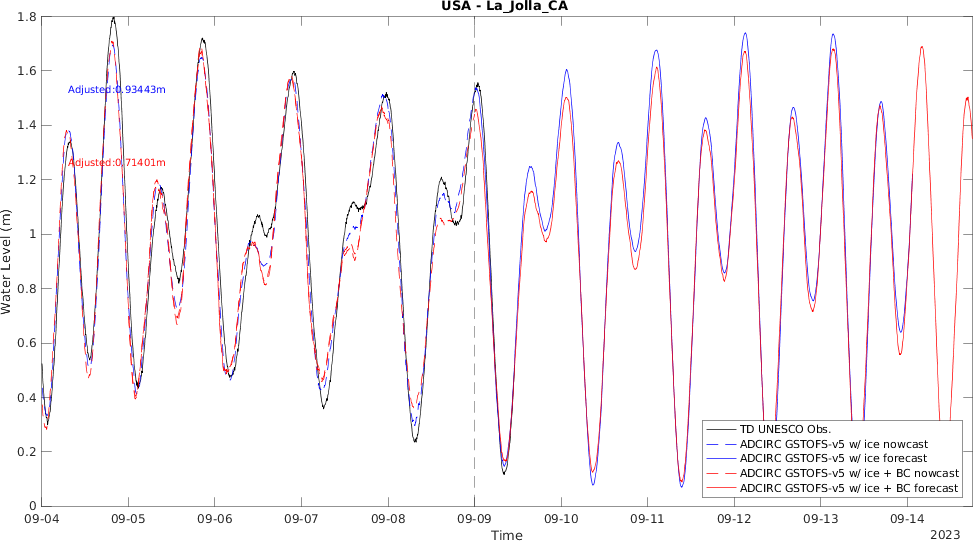 USA - La_Jolla_CA
1.8
1.6
1.4
1.2
1
0.8
0.6
0.4
0.2
0
Water Level (m)
Adjusted:0.93443m
Adjusted:0.71401m
TD UNESCO Obs.
ADCIRC GSTOFS-v5 w/ ice nowcast
ADCIRC GSTOFS-v5 w/ ice forecast
ADCIRC GSTOFS-v5 w/ ice + BC nowcast
ADCIRC GSTOFS-v5 w/ ice + BC forecast
09-04 09-05 09-06 09-07 09-08 09-09 09-10 09-11 09-12 09-13 09-14
Time
2023